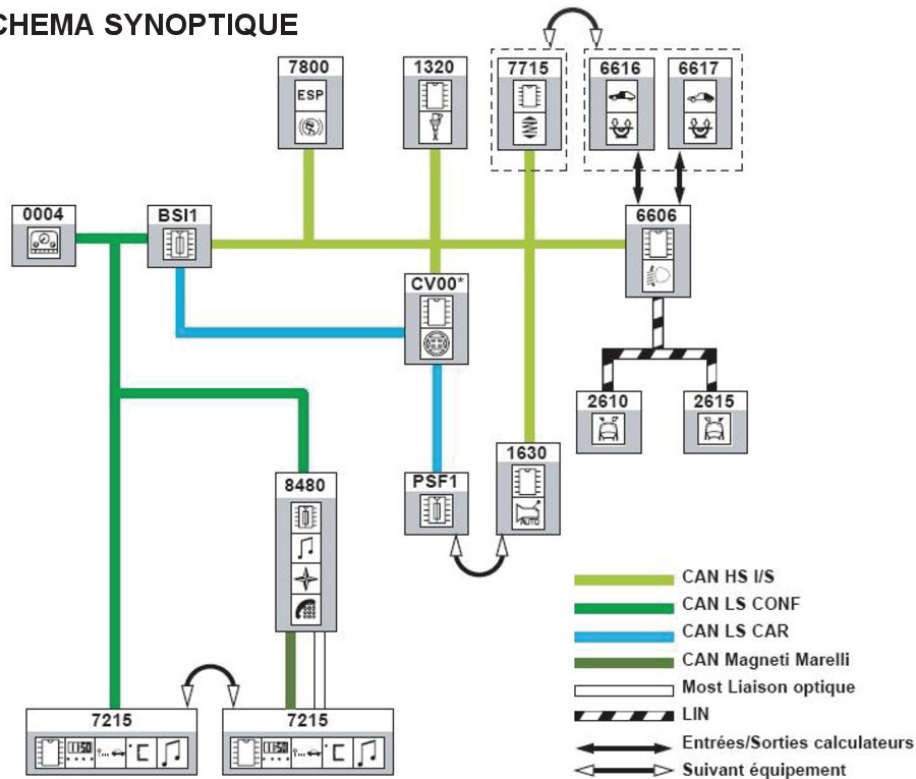 CHEMA SYNOPTIQUE
7800
ESP
1320
7715
6616
6617
0004
BSI1
6606
CV00*
2610
2615
8480
PSF1
1630
AUTO
7215
7215
°C
°C
CAN HS I/S
CAN LS CONF
CAN LS CAR
CAN Magneti Marelli
Most Liaison optique
LIN
Entrées/Sorties calculateurs
Suivant équipement